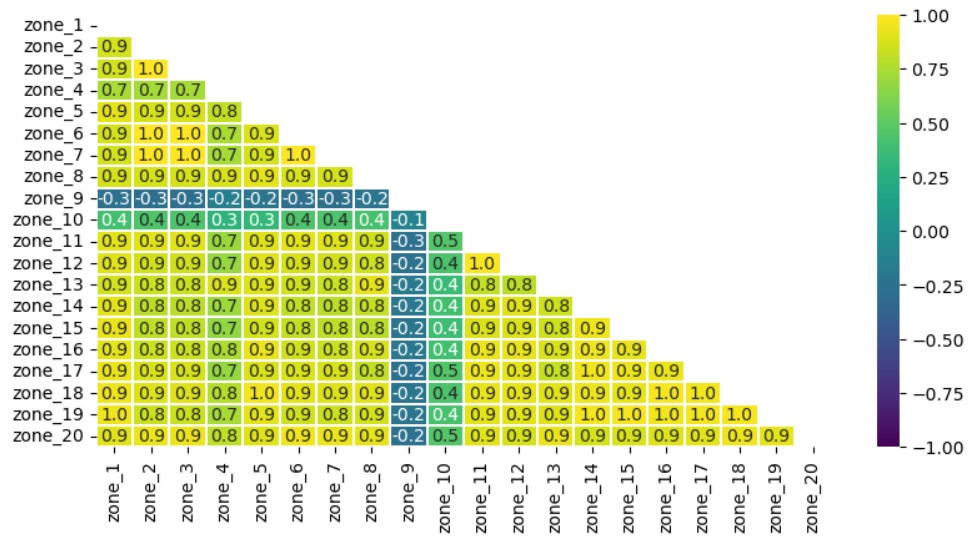 zone_1
zone_2 0.9
zone_3 0.9 1.0
zone_4 0.7 0.7 0.7
zone_5 0.9 0.9 0.9 0.8
zone_6 0.9 1.0 1.0 0.7 0.9
zone_7 0.9 1.0 1.0 0.7 0.9 1.0
zone_8 0.9 0.9 0.9 0.9 0.9 0.9 0.9
zone_9 -0.3 -0.3 -0.3 -0.2 -0.2 -0.3 -0.3 -0.2
zone_10 0.4 0.4 0.4 0.3 0.3 0.4 0.4 0.4 -0.1
zone_11 0.9 0.9 0.9 0.7 0.9 0.9 0.9 0.9 -0.3 0.5
zone_12 0.9 0.9 0.9 0.7 0.9 0.9 0.9 0.8 -0.2 0.4 1.0
zone_13 0.9 0.8 0.8 0.9 0.9 0.9 0.8 0.9 -0.2 0.4 0.8 0.8
zone_14 0.9 0.8 0.8 0.7 0.9 0.8 0.8 0.8 -0.2 0.4 0.9 0.9 0.8
zone_15 0.9 0.8 0.8 0.7 0.9 0.8 0.8 0.8 -0.2 0.4 0.9 0.9 0.8 0.9
zone_16 0.9 0.8 0.8 0.8 0.9 0.9 0.8 0.9 -0.2 0.4 0.9 0.9 0.9 0.9 0.9
zone_17 0.9 0.9 0.9 0.7 0.9 0.9 0.9 0.8 -0.2 0.5 0.9 0.9 0.8 1.0 0.9 0.9
zone_18 0.9 0.9 0.9 0.8 1.0 0.9 0.9 0.9 -0.2 0.4 0.9 0.9 0.9 0.9 0.9 1.0 1.0
zone_19 1.0 0.8 0.8 0.7 0.9 0.9 0.8 0.9 -0.2 0.4 0.9 0.9 0.9 1.0 1.0 1.0 1.0 1.0
zone_20 0.9 0.9 0.9 0.8 0.9 0.9 0.9 0.9 -0.2 0.5 0.9 0.9 0.9 0.9 0.9 0.9 0.9 0.9 0.9
zone_1 zone_2 zone_3 zone_4 zone_5 zone_6 zone_7 zone_8 zone_9 zone_10 zone_11 zone_12 zone_13 zone_14 zone_15 zone_16 zone_17 zone_18 zone_19 zone_20
1.00
0.75
0.50
0.25
0.00
−0.25
−0.50
−0.75
−1.00